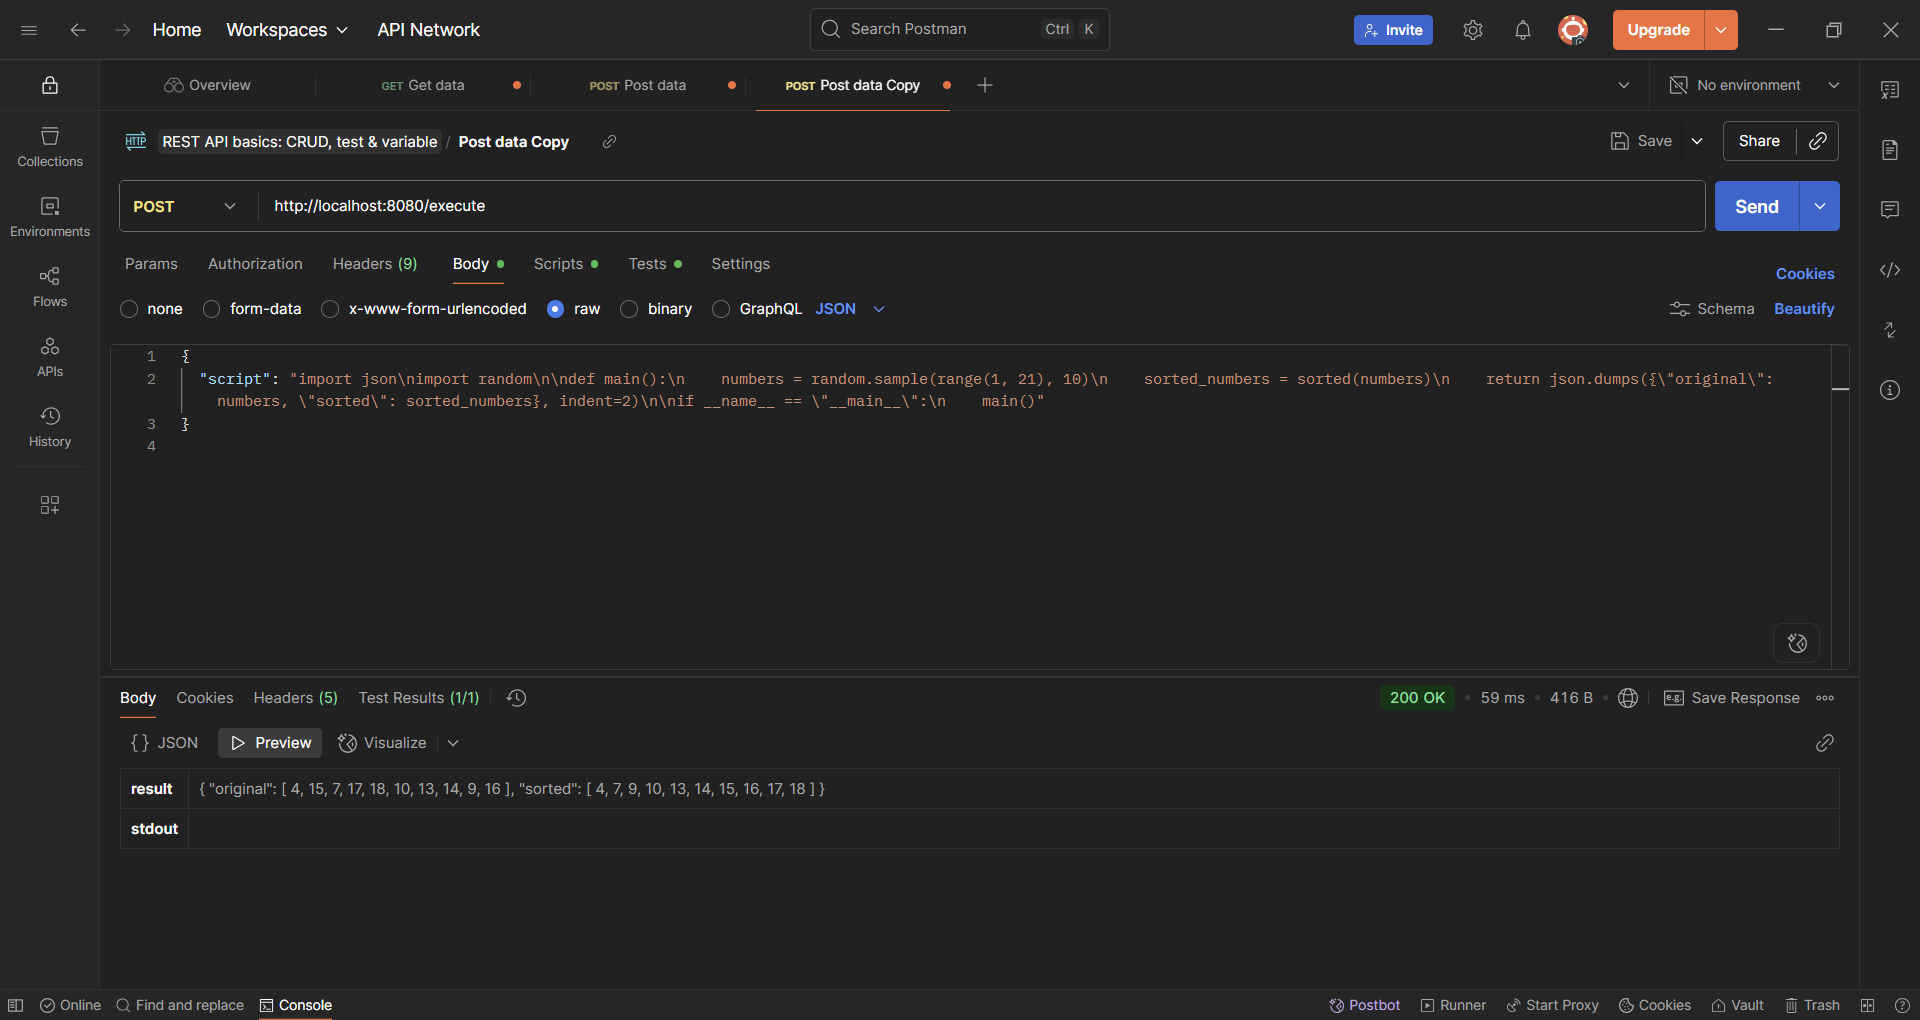 Home Workspaces API Network Search Postman Ctrl K Invite Upgrade
Overview GET Get data POST Post data POST Post data Copy No environment
HTTP REST API basics: CRUD, test & variable / Post data Copy Save Share
Collections
Environments
Flows
APIs
History
POST http://localhost:8080/execute Send
Params Authorization Headers (9) Body Scripts Tests Settings Cookies
none form-data x-www-form-urlencoded raw binary GraphQL JSON Schema Beautify
1 {
2 "script": "import json\nimport random\n\ndef main():\n    numbers = random.sample(range(1, 21), 10)\n    sorted_numbers = sorted(numbers)\n    return json.dumps({\"original\":
numbers, \"sorted\": sorted_numbers}, indent=2)\n\nif __name__ == \"__main__\":\n    main()"
3 }
4
Body Cookies Headers (5) Test Results (1/1) 200 OK 59 ms 416 B e.g. Save Response
{} JSON Preview Visualize
result { "original": [ 4, 15, 7, 17, 18, 10, 13, 14, 9, 16 ], "sorted": [ 4, 7, 9, 10, 13, 14, 15, 16, 17, 18 ] }
stdout
Online Find and replace Console Postbot Runner Start Proxy Cookies Vault Trash